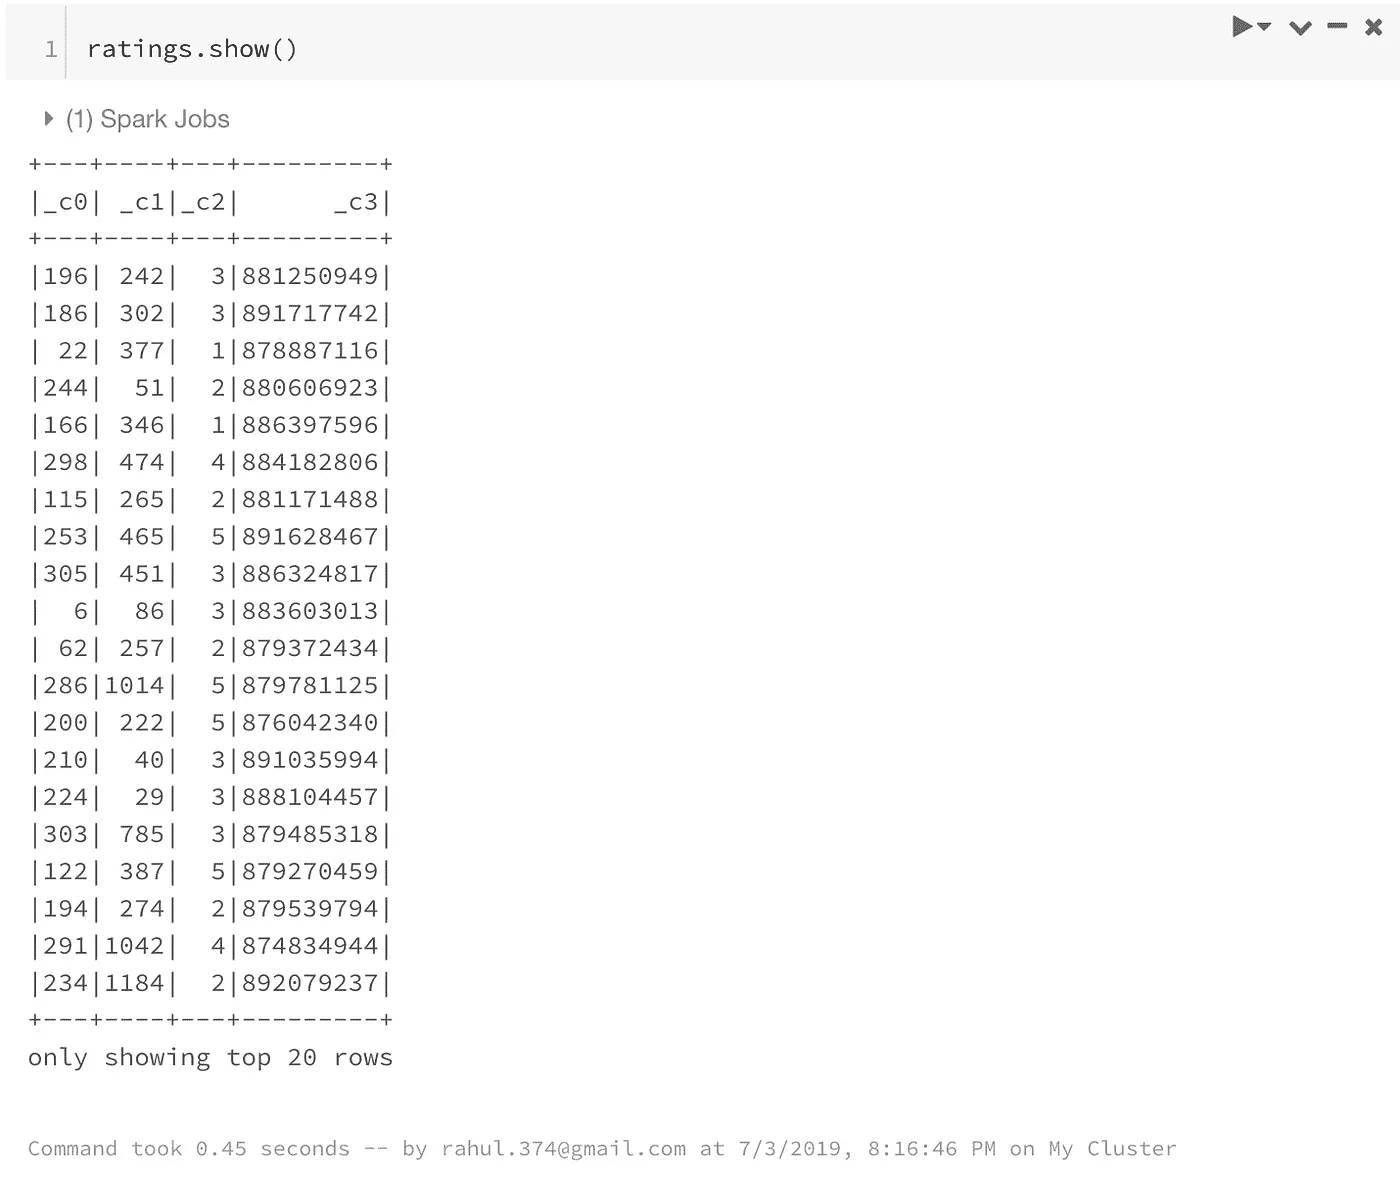 1 ratings.show()
(1) Spark Jobs
+---+----+---+---------+
|_c0| _c1|_c2|      _c3|
+---+----+---+---------+
|196| 242|  3|881250949|
|186| 302|  3|891717742|
| 22| 377|  1|878887116|
|244|  51|  2|880606923|
|166| 346|  1|886397596|
|298| 474|  4|884182806|
|115| 265|  2|881171488|
|253| 465|  5|891628467|
|305| 451|  3|886324817|
|  6|  86|  3|883603013|
| 62| 257|  2|879372434|
|286|1014|  5|879781125|
|200| 222|  5|876042340|
|210|  40|  3|891035994|
|224|  29|  3|888104457|
|303| 785|  3|879485318|
|122| 387|  5|879270459|
|194| 274|  2|879539794|
|291|1042|  4|874834944|
|234|1184|  2|892079237|
+---+----+---+---------+
only showing top 20 rows
Command took 0.45 seconds -- by rahul.374@gmail.com at 7/3/2019, 8:16:46 PM on My Cluster